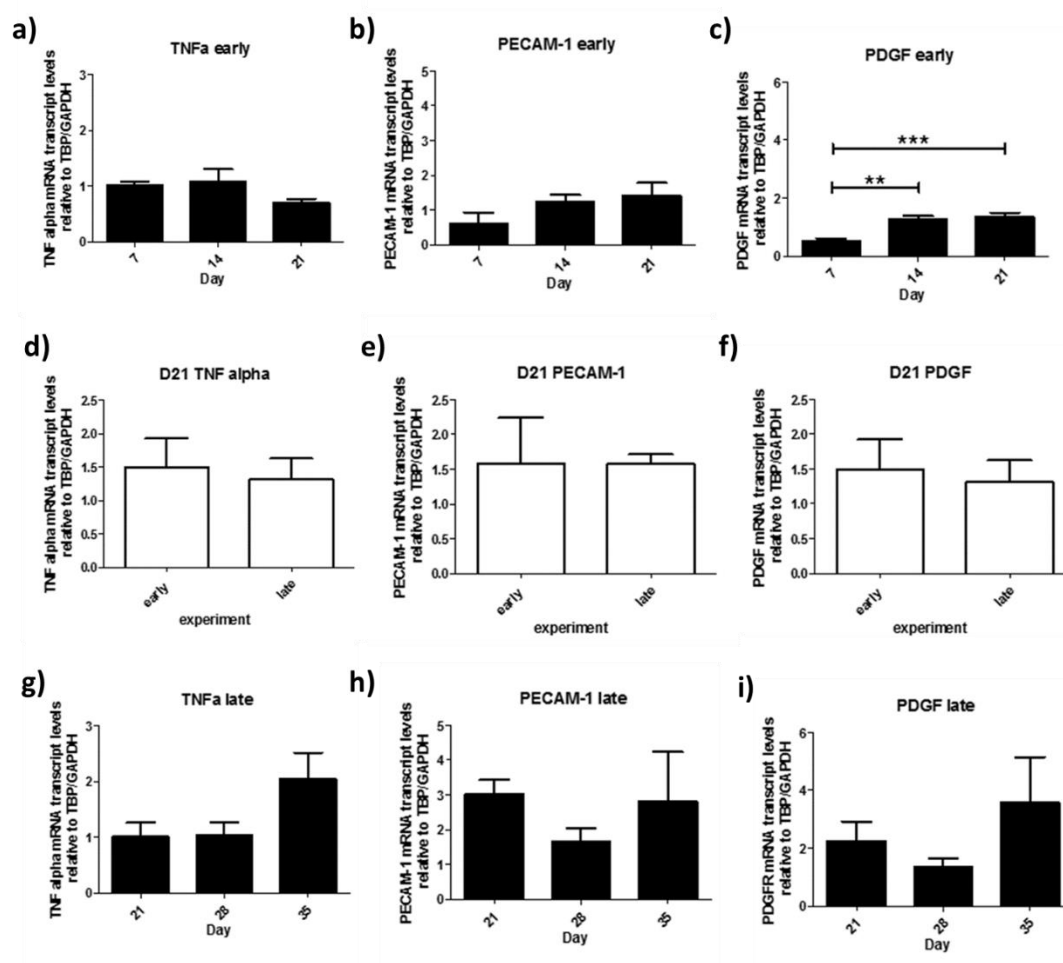 a)
TNFa early
TNF alpha mRNA transcript levels
relative to TBP/GAPDH
3
2
1
0
7
14
21
Day
b)
PECAM-1 early
PECAM-1 mRNA transcript levels
relative to TBP/GAPDH
5
4
3
2
1
0
7
14
21
Day
c)
PDGF early
PDGF mRNA transcript levels
relative to TBP/GAPDH
6
4
2
0
***
**
7
14
21
Day
d)
D21 TNF alpha
TNF alpha mRNA transcript levels
relative to TBP/GAPDH
2.5
2.0
1.5
1.0
0.5
0.0
early
late
experiment
e)
D21 PECAM-1
PECAM-1 mRNA transcript levels
relative to TBP/GAPDH
2.5
2.0
1.5
1.0
0.5
0.0
early
late
experiment
f)
D21 PDGF
PDGF mRNA transcript levels
relative to TBP/GAPDH
2.5
2.0
1.5
1.0
0.5
0.0
early
late
experiment
g)
TNFa late
TNF alpha mRNA transcript levels
relative to TBP/GAPDH
3
2
1
0
21
28
35
Day
h)
PECAM-1 late
PECAM-1 mRNA transcript levels
relative to TBP/GAPDH
5
4
3
2
1
0
21
28
35
Day
i)
PDGF late
PDGFR mRNA transcript levels
relative to TBP/GAPDH
6
4
2
0
21
28
35
Day